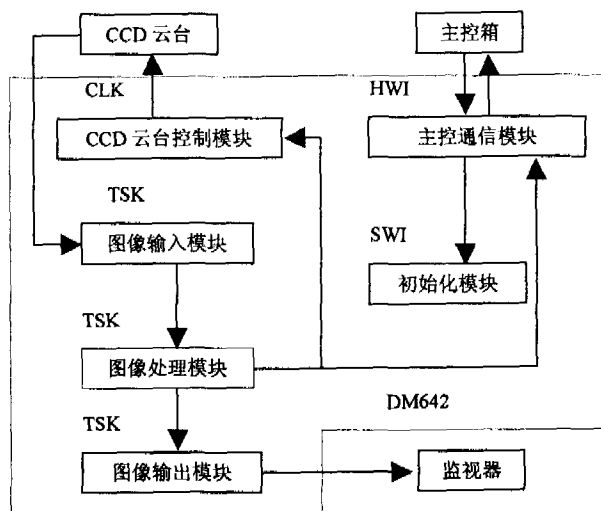 CCD 云台
主控箱
CLK
HWI
CCD 云台控制模块
主控通信模块
TSK
图像输入模块
SWI
初始化模块
TSK
图像处理模块
DM642
TSK
图像输出模块
监视器